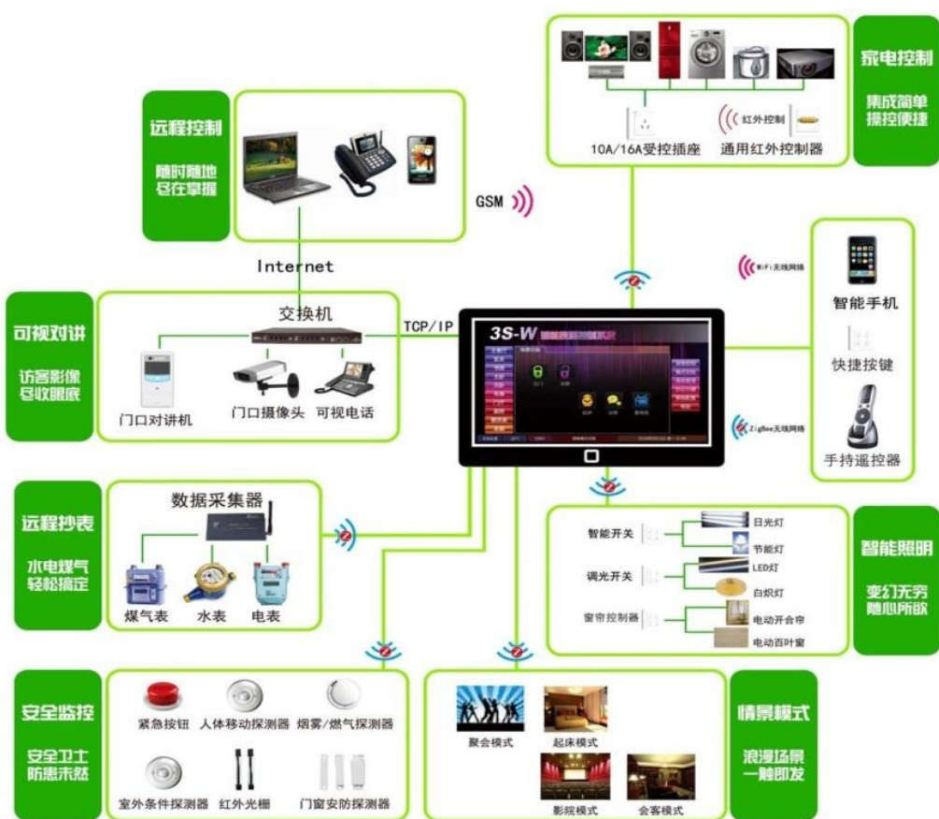 家电控制
集成简单
操控便捷
红外控制
10A/16A受控插座
通用红外控制器
远程控制
随时随地
尽在掌握
GSM
Internet
WiFi无线网络
智能手机
快捷按键
ZigBee无线网络
手持遥控器
可视对讲
访客影像
尽收眼底
交换机
TCP/IP
门口对讲机
门口摄像头
可视电话
3S-W
远程抄表
水电煤气
轻松搞定
数据采集器
煤气表
水表
电表
智能照明
变幻无穷
随心所欲
智能开关
日光灯
节能灯
调光开关
LED灯
白炽灯
窗帘控制器
电动开合帘
电动百叶窗
安全监控
安全卫士
防患未然
紧急按钮
人体移动探测器
烟雾/燃气探测器
室外条件探测器
红外光栅
门窗安防探测器
情景模式
浪漫场景
一触即发
聚会模式
起床模式
影院模式
会客模式